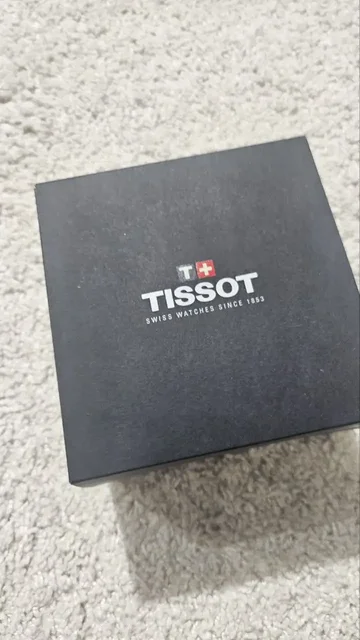 T+
TISSOT
SWISS WATCHES SINCE 1853